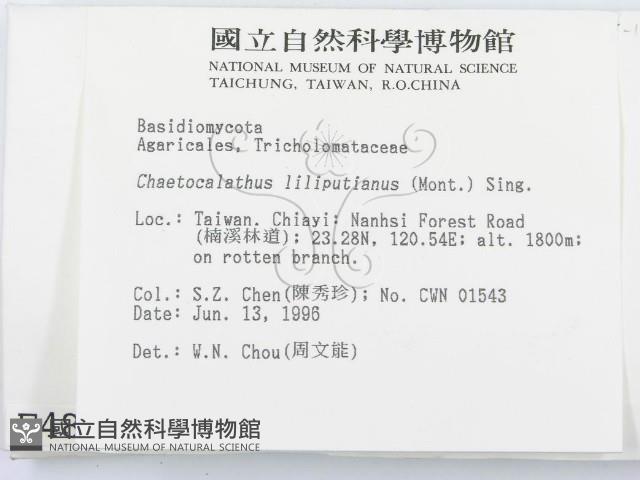 國立自然科學博物館
NATIONAL MUSEUM OF NATURAL SCIENCE
TAICHUNG, TAIWAN, R.O.CHINA
Basidiomycota
Agaricales, Tricholomataceae
Chaetocalathus liliputianus (Mont.) Sing.
Loc.: Taiwan. Chiayi: Nanhsi Forest Road
(楠溪林道); 23.28N, 120.54E; alt. 1800m;
on rotten branch.
Col.: S.Z. Chen(陳秀珍); No. CWN 01543
Date: Jun. 13, 1996
Det.: W.N. Chou(周文能)
國立自然科學博物館
NATIONAL MUSEUM OF NATURAL SCIENCE